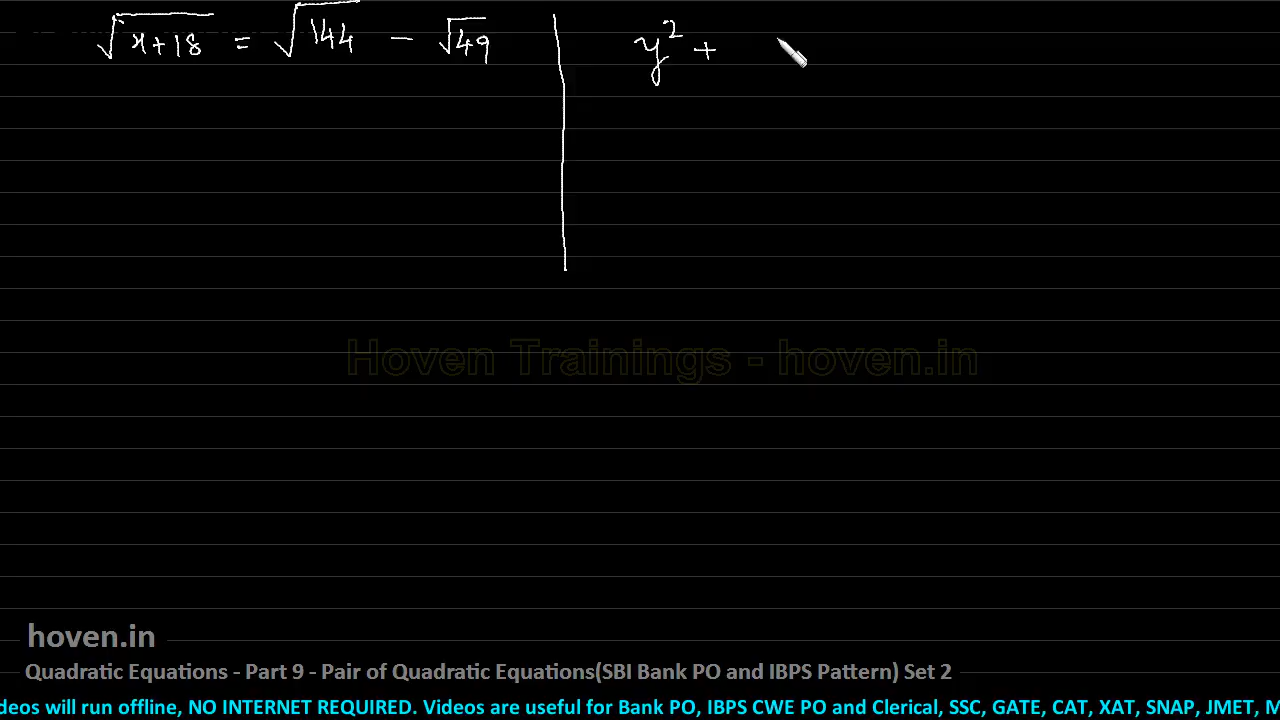 √x+18 = √144 - √49
y² +
Hoven Trainings - hoven.in
hoven.in
Quadratic Equations - Part 9 - Pair of Quadratic Equations(SBI Bank PO and IBPS Pattern) Set 2
deos will run offline, NO INTERNET REQUIRED. Videos are useful for Bank PO, IBPS CWE PO and Clerical, SSC, GATE, CAT, XAT, SNAP, JMET, M